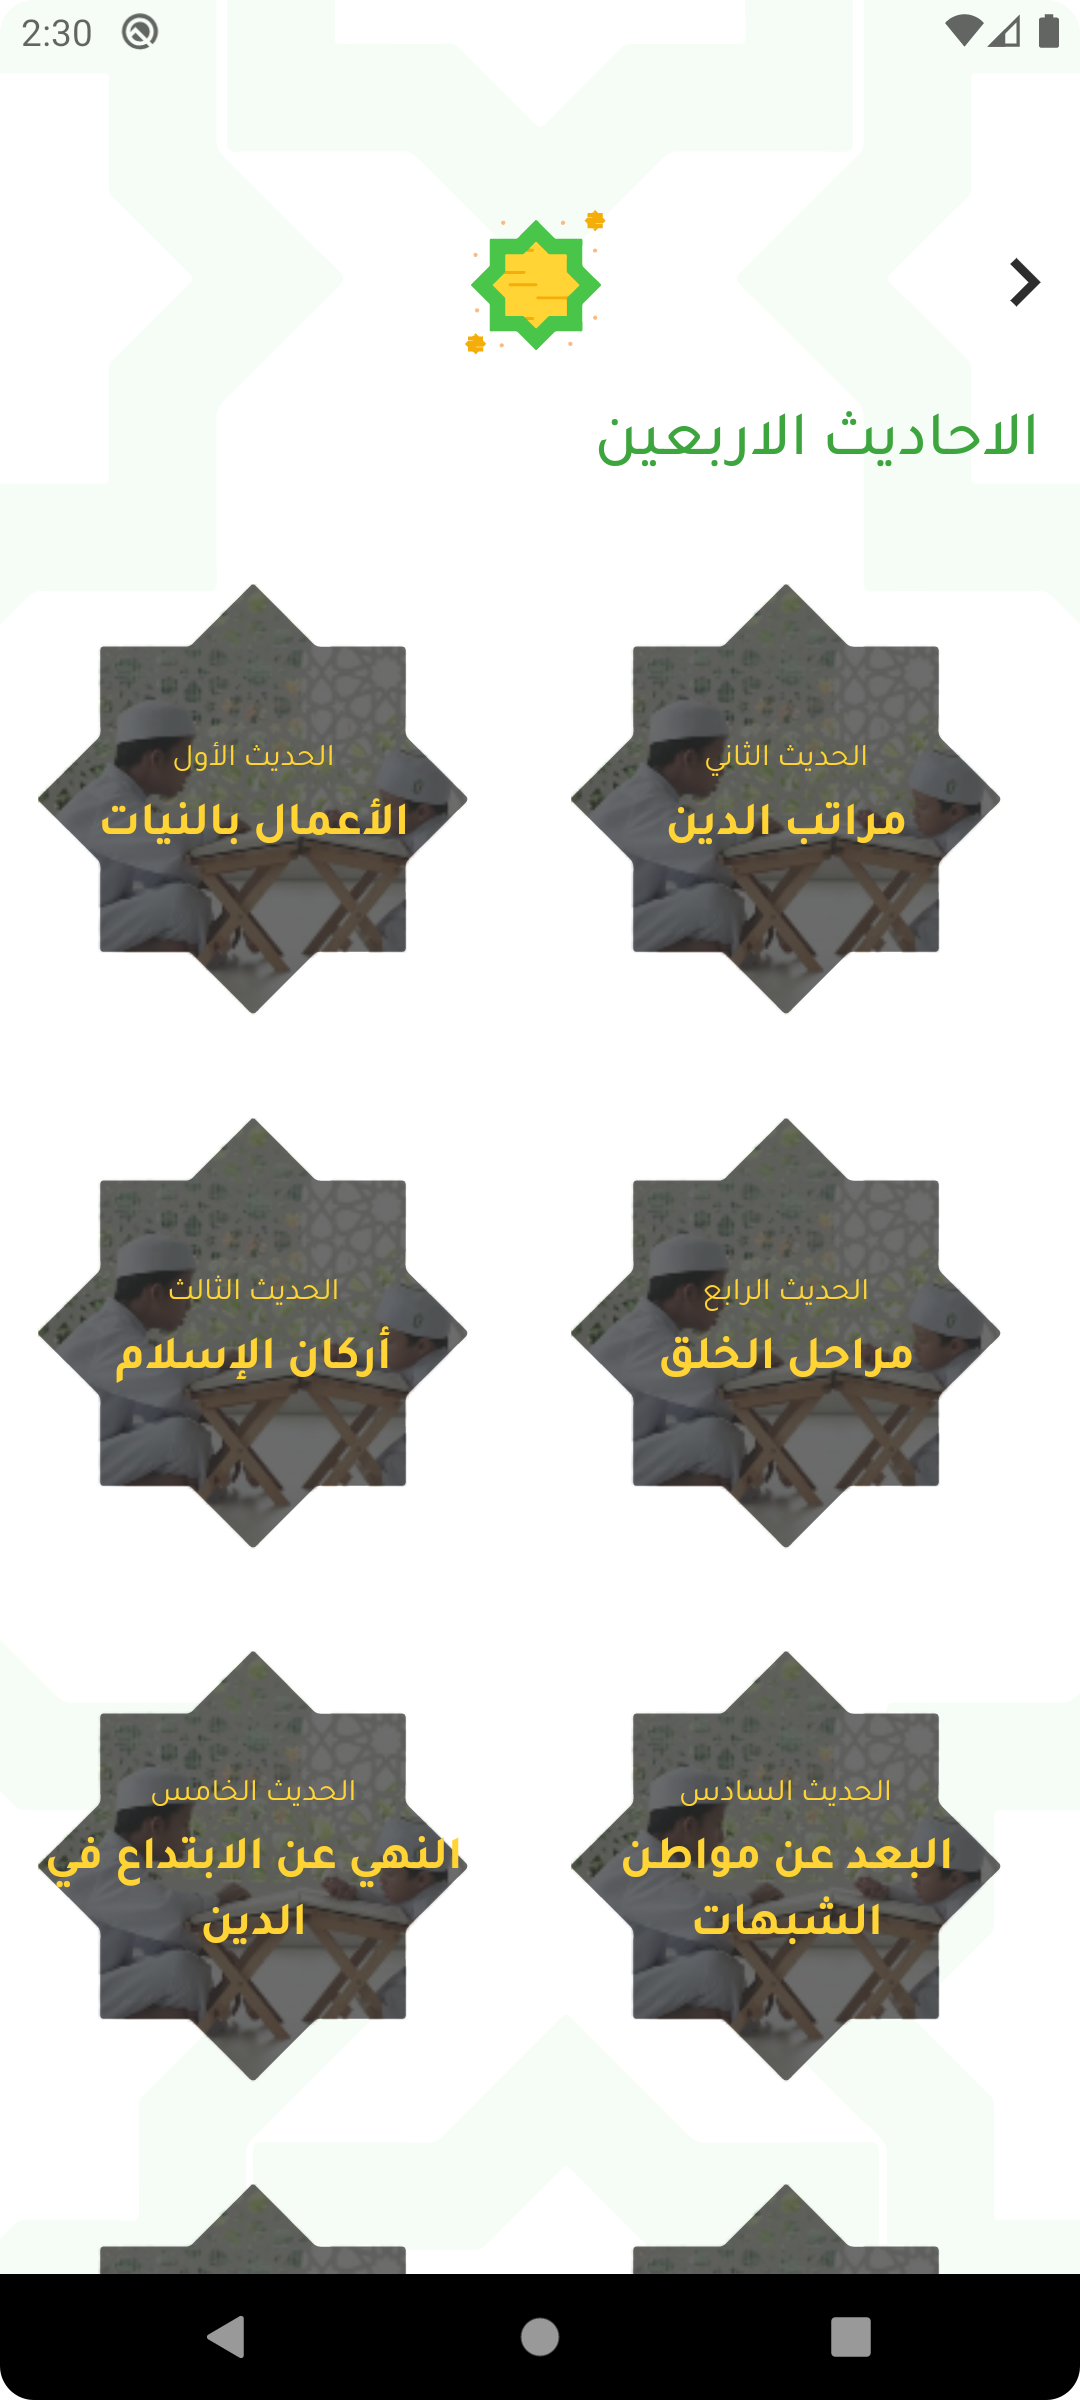 2:30
الاحاديث الاربعين
الحديث الأول
الأعمال بالنيات
الحديث الثاني
مراتب الدين
الحديث الثالث
أركان الإسلام
الحديث الرابع
مراحل الخلق
الحديث الخامس
النهي عن الابتداع في
الدين
الحديث السادس
البعد عن مواطن
الشبهات